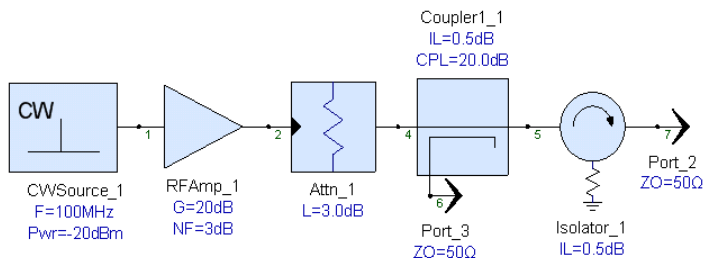 Coupler1_1
IL=0.5dB
CPL=20.0dB
CW
1
2
4
5
7
6
CWSource_1
F=100MHz
Pwr=-20dBm
RFAmp_1
G=20dB
NF=3dB
Attn_1
L=3.0dB
Port_3
ZO=50Ω
Isolator_1
IL=0.5dB
Port_2
ZO=50Ω